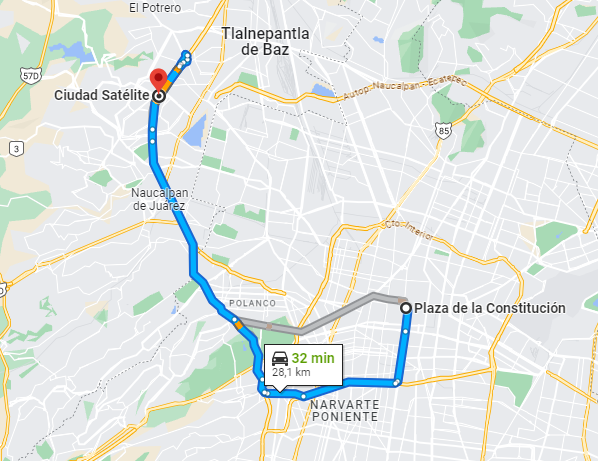 El Potrero
Tlalnepantla
de Baz
57D
Ciudad Satélite
Autop Naucalpan-Ecatepec
85
3
Naucalpan
de Juárez
Cto. Interior
POLANCO
Plaza de la Constitución
32 min
28,1 km
NARVARTE
PONIENTE